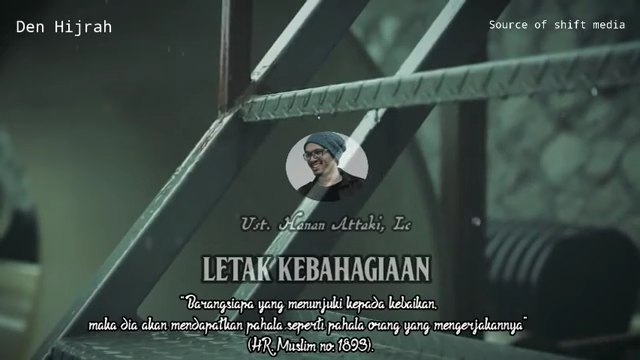 Den Hijrah
Source of shift media
Ust. Hanan Attaki, Lc
LETAK KEBAHAGIAAN
"Barangsiapa yang menunjuki kepada kebaikan,
maka dia akan mendapatkan pahala seperti pahala orang yang mengerjakannya"
(HR. Muslim no. 1893).